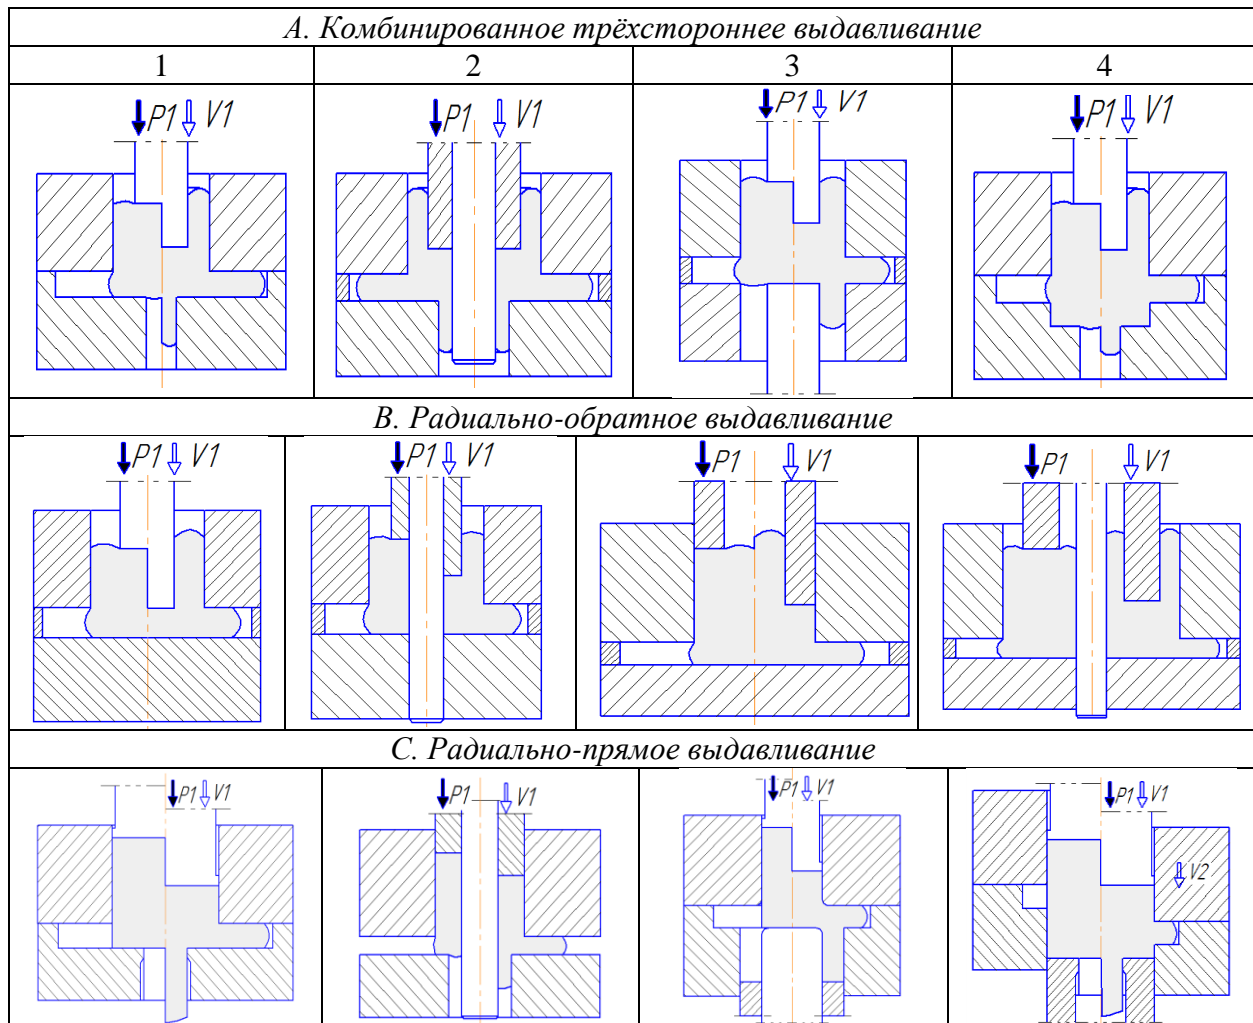 А. Комбинированное трёхстороннее выдавливание
1 2 3 4
P1 V1 P1 V1 P1 V1 P1 V1
В. Радиально-обратное выдавливание
P1 V1 P1 V1 P1 V1 P1 V1
С. Радиально-прямое выдавливание
P1 V1 P1 V1 P1 V1 P1 V1
V2